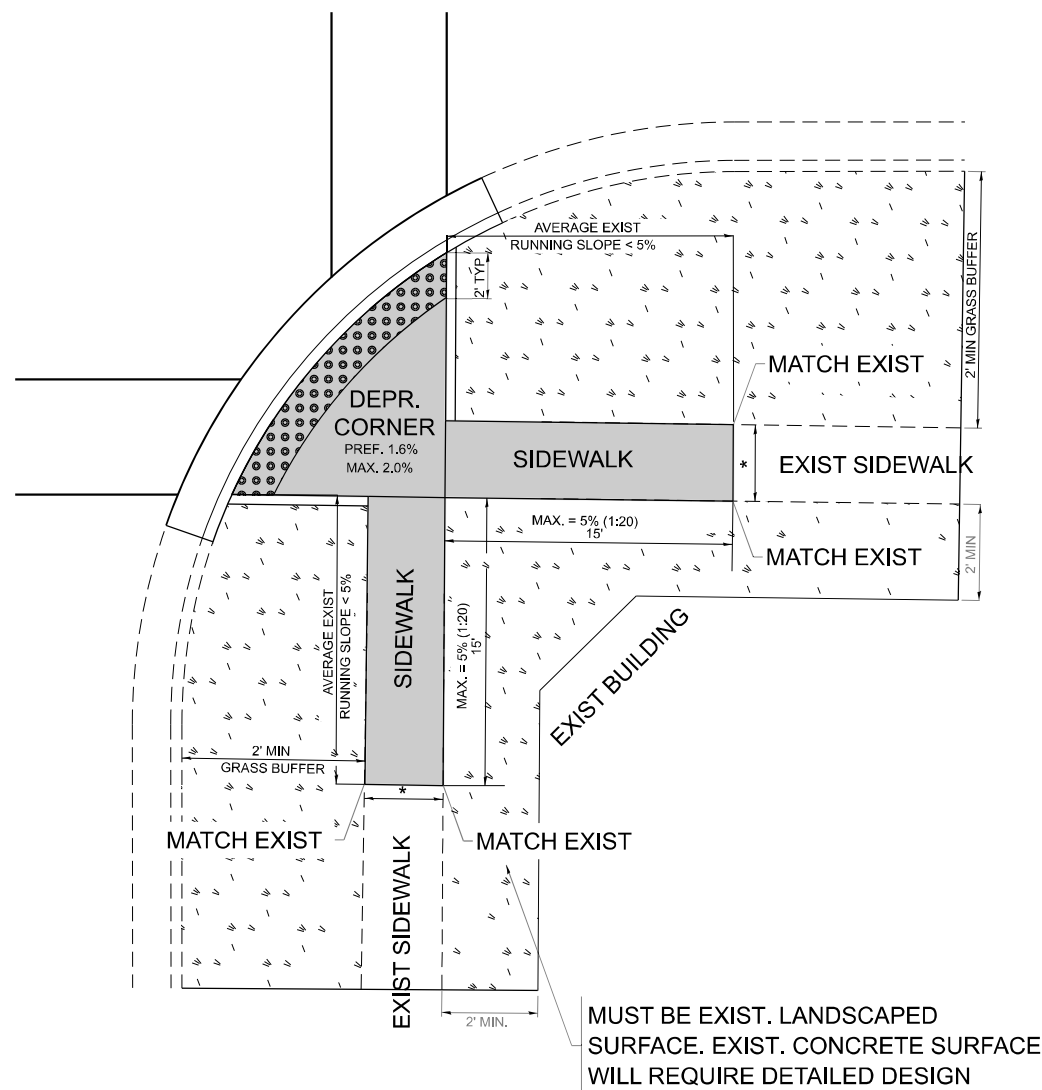 AVERAGE EXIST
RUNNING SLOPE < 5%
2' TYP
2' MIN GRASS BUFFER
MATCH EXIST
DEPR.
CORNER
PREF. 1.6%
MAX. 2.0%
SIDEWALK
*
EXIST SIDEWALK
MAX. = 5% (1:20)
15'
MATCH EXIST
2' MIN
AVERAGE EXIST
RUNNING SLOPE < 5%
SIDEWALK
MAX. = 5% (1:20)
15'
EXIST BUILDING
2' MIN
GRASS BUFFER
*
MATCH EXIST
MATCH EXIST
EXIST SIDEWALK
2' MIN.
MUST BE EXIST. LANDSCAPED
SURFACE. EXIST. CONCRETE SURFACE
WILL REQUIRE DETAILED DESIGN